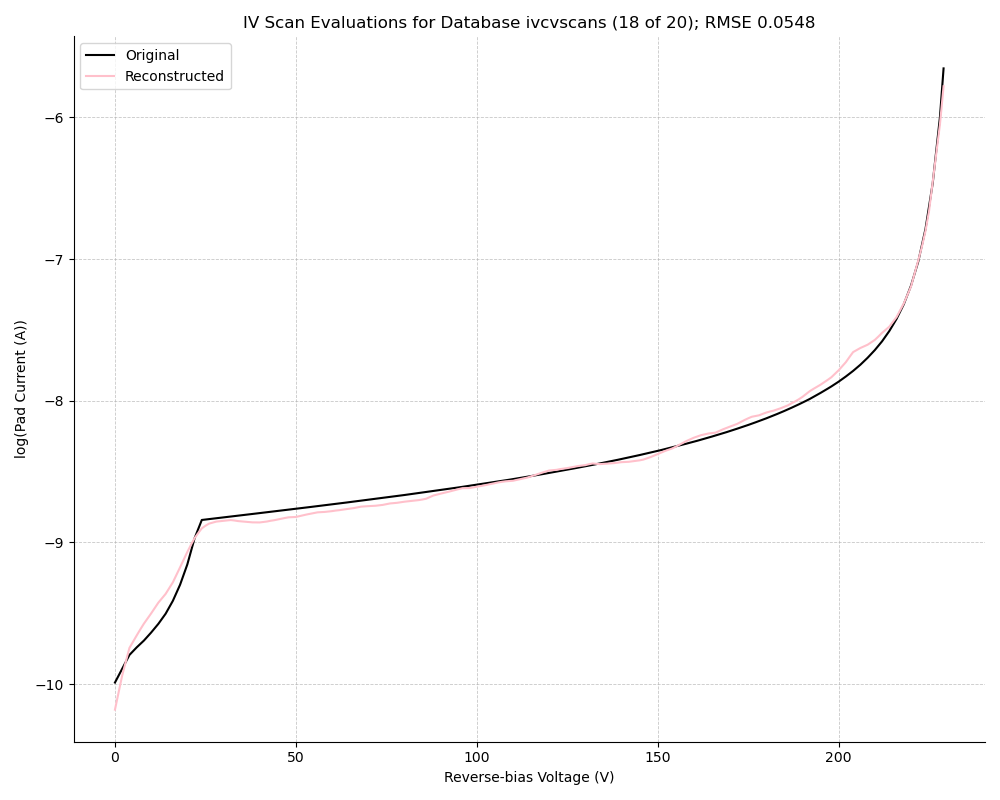 IV Scan Evaluations for Database ivcvscans (18 of 20); RMSE 0.0548
Original
Reconstructed
−6
−7
−8
−9
−10
log(Pad Current (A))
0
50
100
150
200
Reverse-bias Voltage (V)